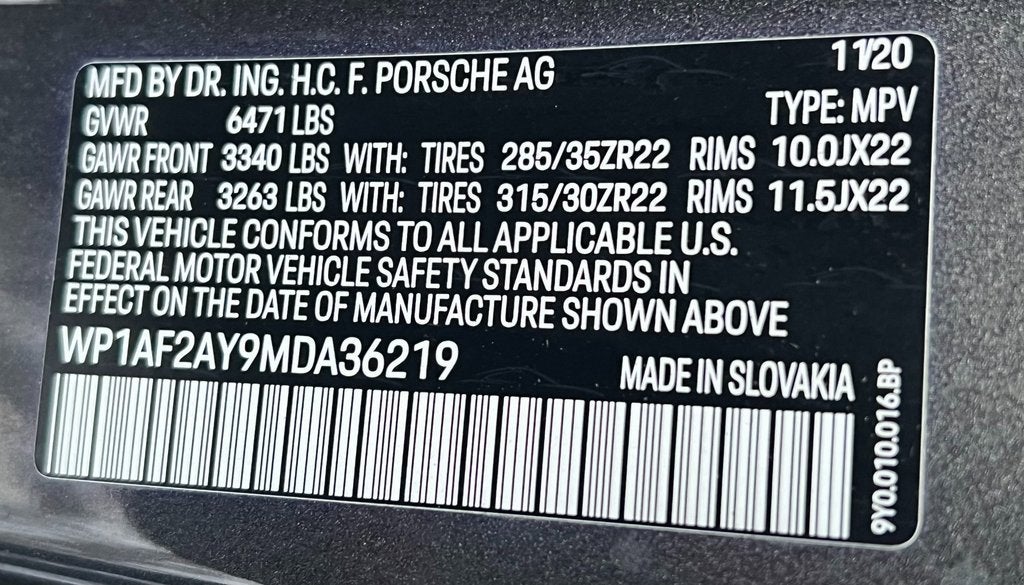 MFD BY DR. ING. H.C. F. PORSCHE AG 11/20
GVWR 6471 LBS TYPE: MPV
GAWR FRONT 3340 LBS WITH: TIRES 285/35ZR22 RIMS 10.0JX22
GAWR REAR 3263 LBS WITH: TIRES 315/30ZR22 RIMS 11.5JX22
THIS VEHICLE CONFORMS TO ALL APPLICABLE U.S.
FEDERAL MOTOR VEHICLE SAFETY STANDARDS IN
EFFECT ON THE DATE OF MANUFACTURE SHOWN ABOVE
WP1AF2AY9MDA36219 MADE IN SLOVAKIA
9Y0.010.016.BP